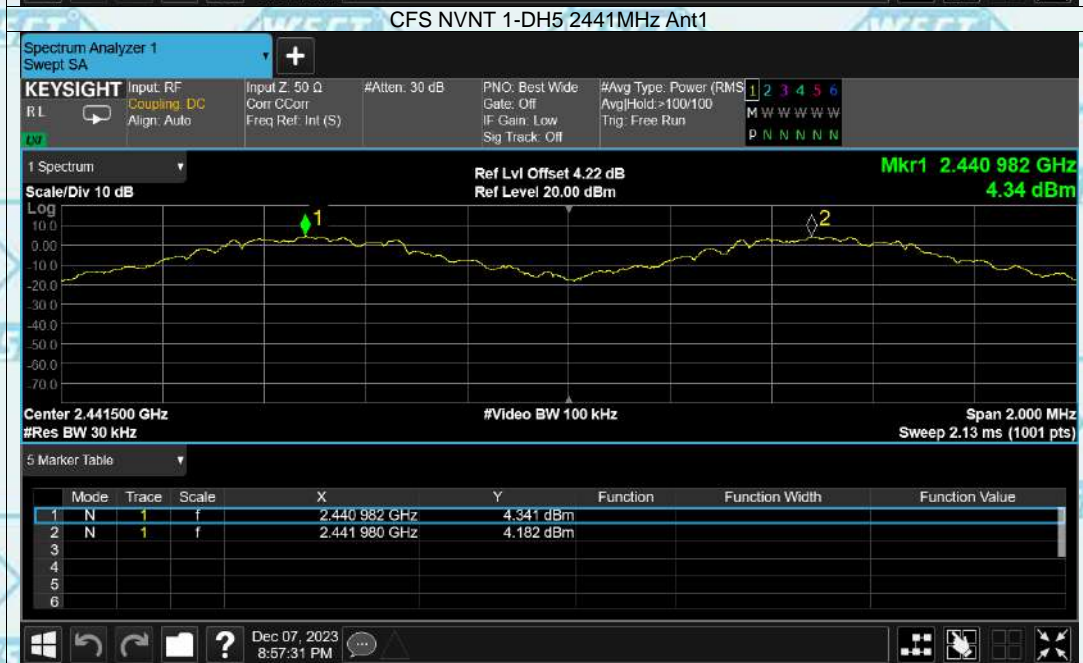 CFS NVNT 1-DH5 2441MHz Ant1
Spectrum Analyzer 1
Swept SA
+
KEYSIGHT Input: RF Input Z: 50 Ω #Atten: 30 dB PNO: Best Wide #Avg Type: Power (RMS 1 2 3 4 5 6
RL Coupling: DC Corr CCorr Gate: Off Avg|Hold:>100/100 M W W W W W
Align: Auto Freq Ref: Int (S) IF Gain: Low Trig: Free Run
Sig Track: Off P N N N N N
1 Spectrum Ref Lvl Offset 4.22 dB Mkr1 2.440 982 GHz
Scale/Div 10 dB Ref Level 20.00 dBm 4.34 dBm
Log
1 2
10.0
0.00
-10.0
-20.0
-30.0
-40.0
-50.0
-60.0
-70.0
Center 2.441500 GHz #Video BW 100 kHz Span 2.000 MHz
#Res BW 30 kHz Sweep 2.13 ms (1001 pts)
5 Marker Table
Mode Trace Scale X Y Function Function Width Function Value
1 N 1 f 2.440 982 GHz 4.341 dBm
2 N 1 f 2.441 980 GHz 4.182 dBm
3
4
5
6
? Dec 07, 2023
8:57:31 PM